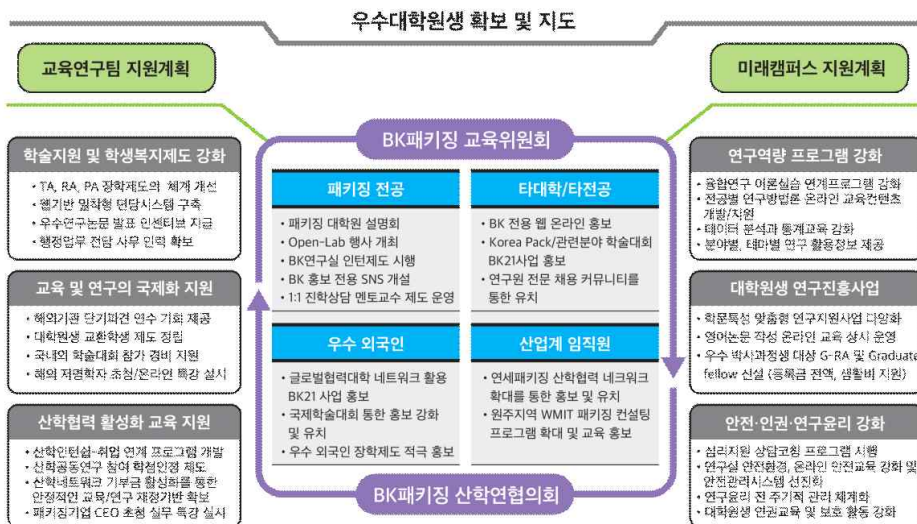 우수대학원생 확보 및 지도
교육연구팀 지원계획
미래캠퍼스 지원계획
학술지원 및 학생복지제도 강화
• TA, RA, PA 장학제도의 체계 개선
• 웹기반 밀착형 면담시스템 구축
• 우수연구논문 발표 인센티브 지급
• 행정업무 전담 사무 인력 확보
교육 및 연구의 국제화 지원
• 해외기관 단기파견 연수 기회 제공
• 대학원생 교환학생 제도 정립
• 국내외 학술대회 참가 경비 지원
• 해외 저명학자 초청/온라인 특강 실시
산학협력 활성화 교육 지원
• 산학인턴쉽-취업 연계 프로그램 개발
• 산학공동연구 참여 학점인정 제도
• 산학네트워크 기부금 활성화를 통한
안정적인 교육/연구 재정기반 확보
• 패키징기업 CEO 초청 실무 특강 실시
BK패키징 교육위원회
패키징 전공
• 패키징 대학원 설명회
• Open-Lab 행사 개최
• BK연구실 인턴제도 시행
• BK 홍보 전용 SNS 개설
• 1:1 진학상담 멘토교수 제도 운영
타대학/타전공
• BK 전용 웹 온라인 홍보
• Korea Pack/관련분야 학술대회
BK21사업 홍보
• 연구원 전문 채용 커뮤니티를
통한 유치
우수 외국인
• 글로벌협력대학 네트워크 활용
BK21 사업 홍보
• 국제학술대회 통한 홍보 강화
및 유치
• 우수 외국인 장학제도 적극 홍보
산업계 임직원
• 연세패키징 산학협력 네크워크
확대를 통한 홍보 및 유치
• 원주지역 WMIT 패키징 컨설팅
프로그램 확대 및 교육 홍보
BK패키징 산학연협의회
연구역량 프로그램 강화
• 융합연구 이론실습 연계프로그램 강화
• 전공별 연구방법론 온라인 교육컨텐츠
개발/지원
• 데이터 분석과 통계교육 강화
• 분야별, 테마별 연구 활용정보 제공
대학원생 연구진흥사업
• 학문특성 맞춤형 연구지원사업 다양화
• 영어논문 작성 온라인 교육 상시 운영
• 우수 박사과정생 대상 G-RA 및 Graduate
fellow 신설 (등록금 전액, 생활비 지원)
안전·인권·연구윤리 강화
• 심리지원 상담코칭 프로그램 시행
• 연구실 안전환경, 온라인 안전교육 강화 및
안전관리시스템 선진화
• 연구윤리 전 주기적 관리 체계화
• 대학원생 인권교육 및 보호 활동 강화